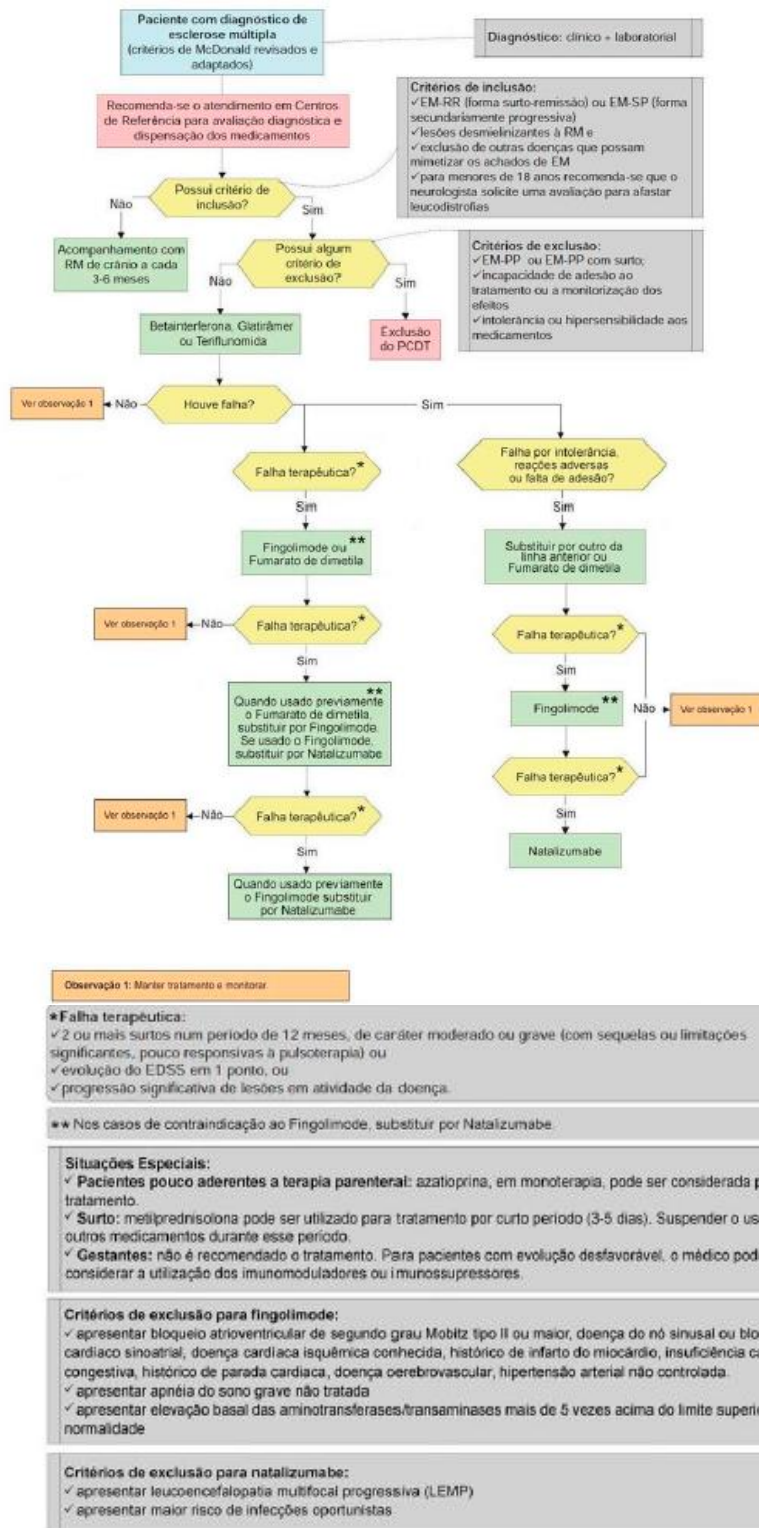 Paciente com diagnóstico de
esclerose múltipla
(critérios de McDonald revisados e
adaptados)
Diagnóstico: clínico + laboratorial
Recomenda-se o atendimento em Centros
de Referência para avaliação diagnóstica e
dispensação dos medicamentos
Critérios de inclusão:
✓EM-RR (forma surto-remissão) ou EM-SP (forma
secundariamente progressiva)
✓lesões desmielinizantes à RM e
✓exclusão de outras doenças que possam
mimetizar os achados de EM
✓para menores de 18 anos recomenda-se que o
neurologista solicite uma avaliação para afastar
leucodistrofias
Possui critério de
inclusão?
Não
Sim
Acompanhamento com
RM de crânio a cada
3-6 meses
Possui algum
critério de
exclusão?
Critérios de exclusão:
✓EM-PP ou EM-PP com surto;
✓incapacidade de adesão ao
tratamento ou a monitorização dos
efeitos
✓intolerância ou hipersensibilidade aos
medicamentos
Não
Sim
Betainterferona, Glatirâmer
ou Teriflunomida
Exclusão
do PCDT
Ver observação 1
Não
Houve falha?
Sim
Falha terapêutica?*
Falha por intolerância,
reações adversas
ou falta de adesão?
Sim
Sim
Fingolimode ou **
Fumarato de dimetila
Substituir por outro da
linha anterior ou
Fumarato de dimetila
Ver observação 1
Não
Falha terapêutica?*
Falha terapêutica?*
Sim
Sim
Quando usado previamente **
o Fumarato de dimetila,
substituir por Fingolimode.
Se usado o Fingolimode,
substituir por Natalizumabe
Fingolimode **
Não
Ver observação 1
Falha terapêutica?*
Ver observação 1
Não
Falha terapêutica?*
Sim
Sim
Natalizumabe
Quando usado previamente
o Fingolimode substituir
por Natalizumabe
Observação 1: Manter tratamento e monitorar.
*Falha terapêutica:
✓2 ou mais surtos num período de 12 meses, de caráter moderado ou grave (com sequelas ou limitações
significantes, pouco responsivas à pulsoterapia) ou
✓evolução do EDSS em 1 ponto, ou
✓progressão significativa de lesões em atividade da doença.
** Nos casos de contraindicação ao Fingolimode, substituir por Natalizumabe.
Situações Especiais:
✓ Pacientes pouco aderentes a terapia parenteral: azatioprina, em monoterapia, pode ser considerada p
tratamento.
✓ Surto: metilprednisolona pode ser utilizado para tratamento por curto período (3-5 dias). Suspender o us
outros medicamentos durante esse período.
✓ Gestantes: não é recomendado o tratamento. Para pacientes com evolução desfavorável, o médico pod
considerar a utilização dos imunomoduladores ou imunossupressores.
Critérios de exclusão para fingolimode:
✓ apresentar bloqueio atrioventricular de segundo grau Mobitz tipo II ou maior, doença do nó sinusal ou blo
cardíaco sinoatrial, doença cardíaca isquêmica conhecida, histórico de infarto do miocárdio, insuficiência ca
congestiva, histórico de parada cardíaca, doença cerebrovascular, hipertensão arterial não controlada.
✓ apresentar apnéia do sono grave não tratada
✓ apresentar elevação basal das aminotransferases/transaminases mais de 5 vezes acima do limite superi
normalidade
Critérios de exclusão para natalizumabe:
✓ apresentar leucoencefalopatia multifocal progressiva (LEMP)
✓ apresentar maior risco de infecções oportunistas